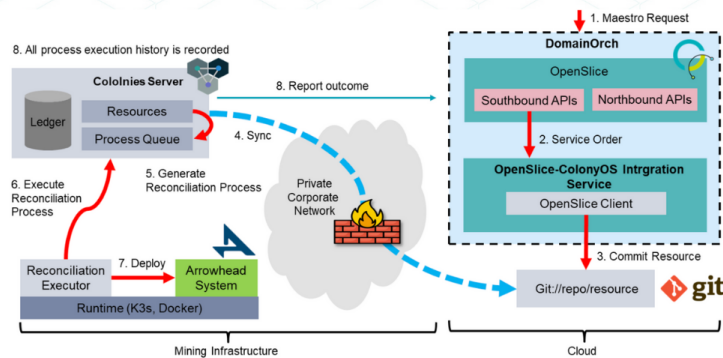 1. Maestro Request
8. All process execution history is recorded
DomainOrch
Cololnies Server
OpenSlice
8. Report outcome
Southbound APIs
Northbound APIs
Ledger
Resources
Process Queue
4. Sync
2. Service Order
6. Execute
Reconciliation
Process
5. Generate
Reconciliation Process
Private
Corporate
Network
OpenSlice-ColonyOS Intrgration
Service
OpenSlice Client
7. Deploy
3. Commit Resource
Reconciliation
Executor
Arrowhead
System
Git://repo/resource
git
Runtime (K3s, Docker)
Mining Infrastructure
Cloud